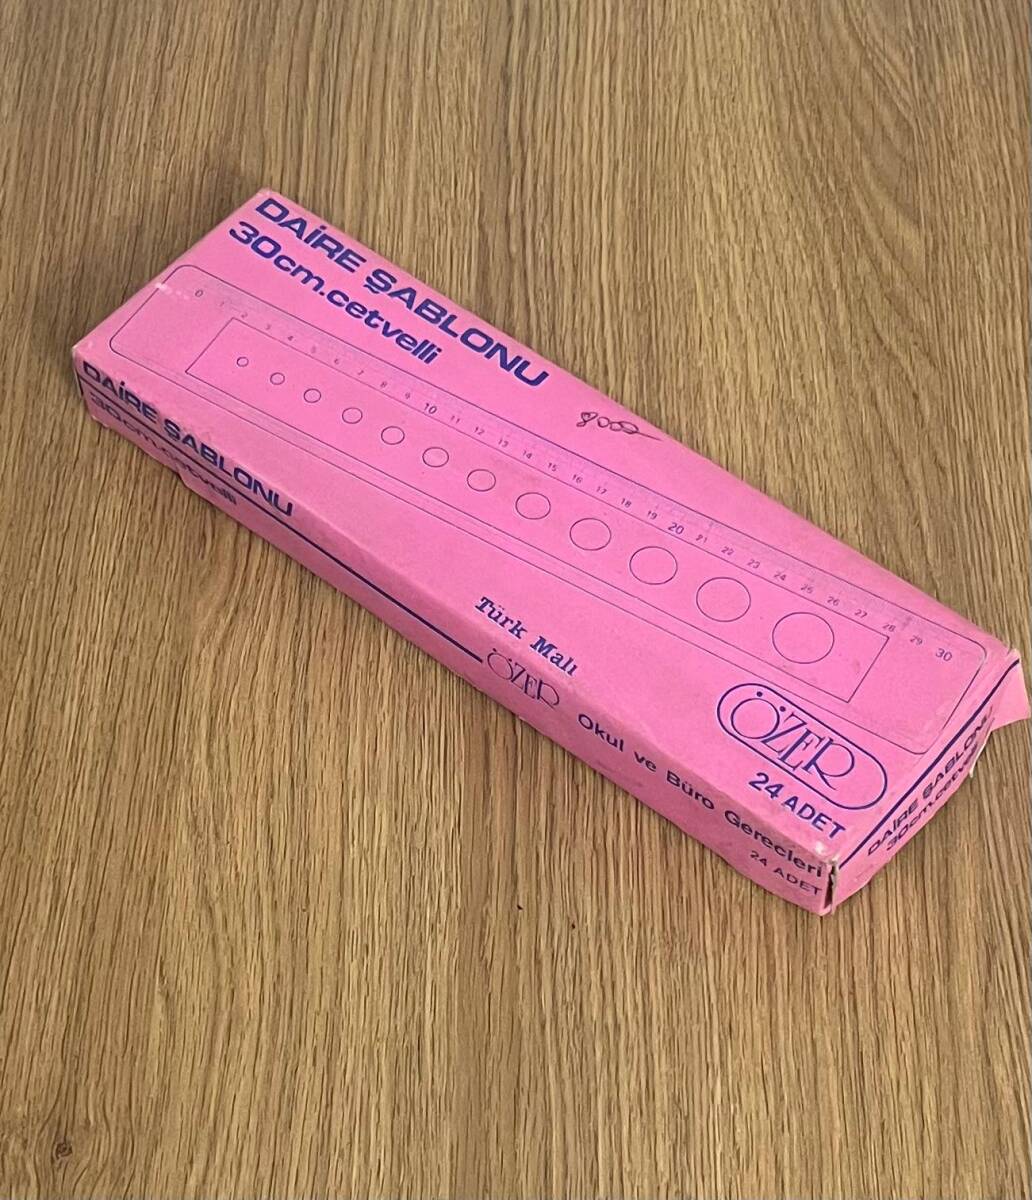 DAİRE ŞABLONU
30cm.cetvelli
0 1 2 3 4 5 6 7 8 9 10 11 12 13 14 15 16 17 18 19 20 21 22 23 24 25 26 27 28 29 30
Türk Malı
ÖZER
24 ADET
DAİRE ŞABLONU
30cm.cetvelli
ÖZER Okul ve Büro Gereçleri
24 ADET
DAİRE ŞABLONU